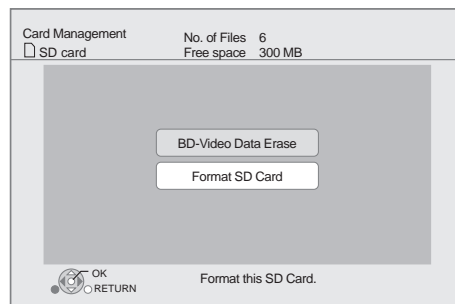 Card Management
SD card
No. of Files 6
Free space 300 MB
BD-Video Data Erase
Format SD Card
OK
RETURN
Format this SD Card.